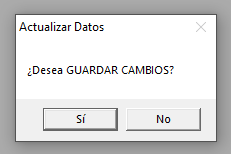 Actualizar Datos
¿Desea GUARDAR CAMBIOS?
Sí
No